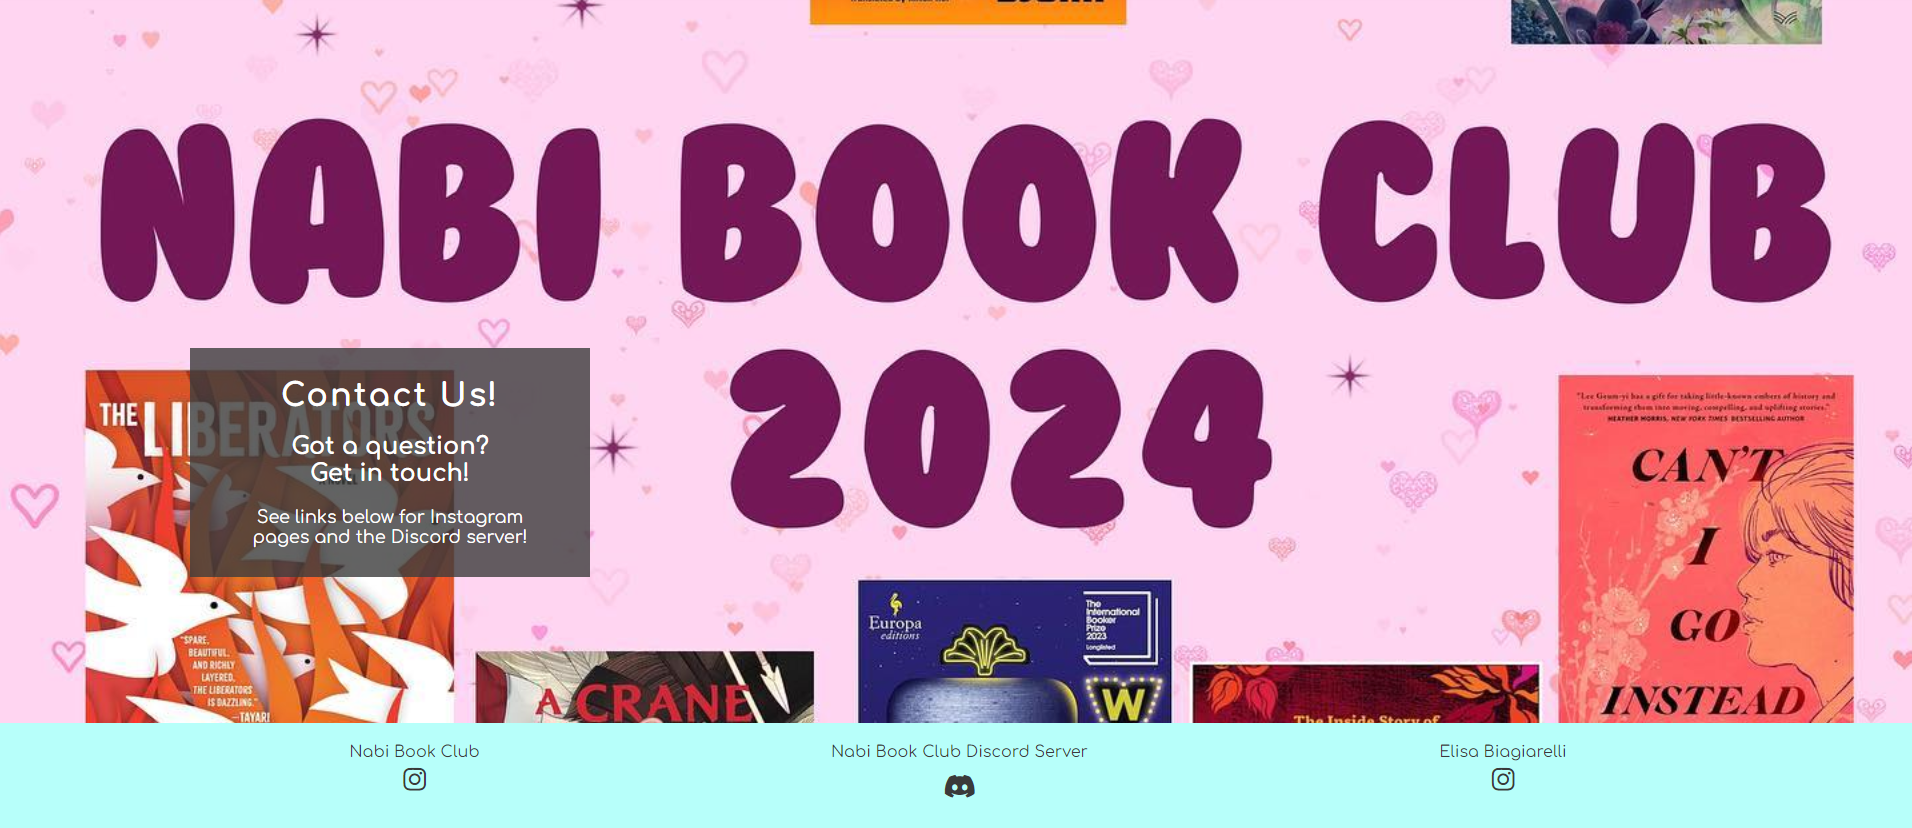 NABI BOOK CLUB
2024
Contact Us!
Got a question?
Get in touch!
See links below for Instagram
pages and the Discord server!
THE LIBERATORS
"SPARE,
BEAUTIFUL,
AND RICHLY
LAYERED,
THE LIBERATORS
IS DAZZLING."
—TAYARI
A CRANE
Europa
editions
The
International
Booker
Prize
2023
Longlisted
W
The Inside Story of
"Lee Geum-yi has a gift for taking little-known embers of history and
transforming them into moving, compelling, and uplifting stories."
HEATHER MORRIS, NEW YORK TIMES BESTSELLING AUTHOR
CAN'T
I
GO
INSTEAD
Nabi Book Club
Nabi Book Club Discord Server
Elisa Biagiarelli